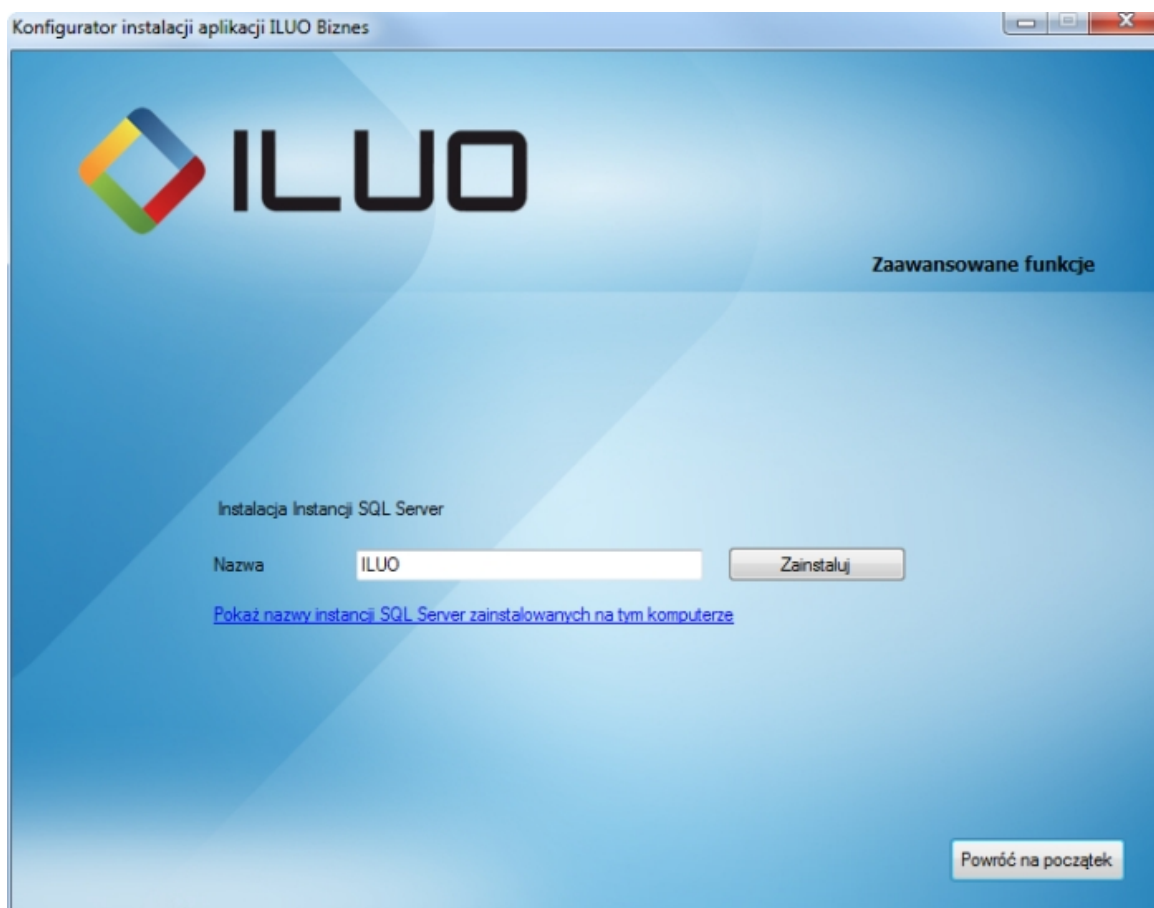 Konfigurator instalacji aplikacji ILUO Biznes
ILUO
Zaawansowane funkcje
Instalacja Instancji SQL Server
Nazwa ILUO Zainstaluj
Pokaż nazwy instancji SQL Server zainstalowanych na tym komputerze
Powróć na początek